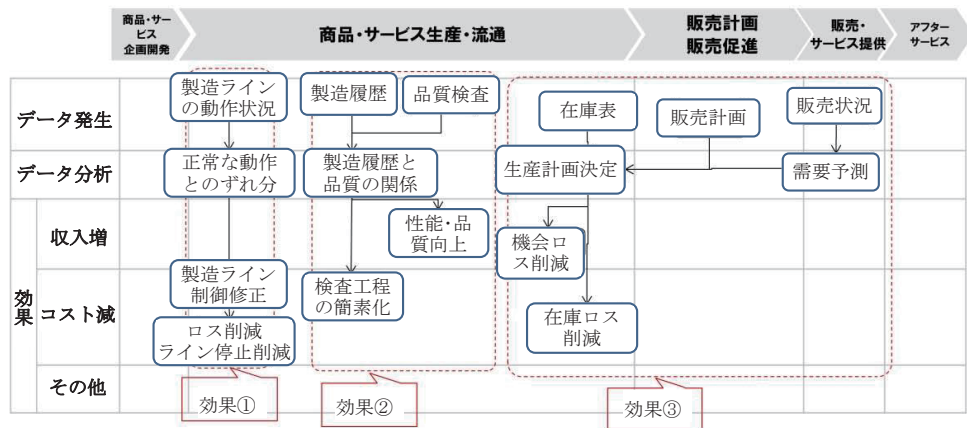 商品・サー
ビス
企画開発
商品・サービス生産・流通
販売計画
販売促進
販売・
サービス提供
アフター
サービス
データ発生
製造ライン
の動作状況
製造履歴
品質検査
在庫表
販売計画
販売状況
データ分析
正常な動作
とのずれ分
製造履歴と
品質の関係
生産計画決定
需要予測
効果
収入増
性能・品
質向上
機会ロ
ス削減
コスト減
製造ライン
制御修正
検査工程
の簡素化
ロス削減
ライン停止削減
在庫ロス
削減
その他
効果①
効果②
効果③